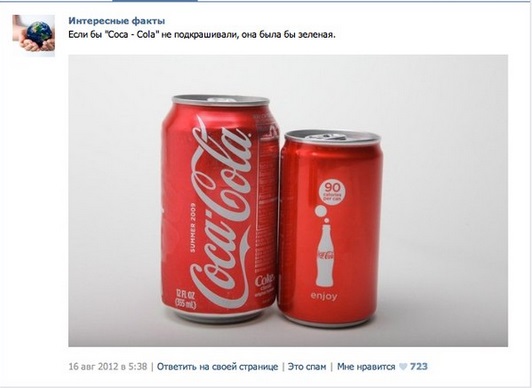 Интересные факты
Если бы "Coca - Cola" не подкрашивали, она была бы зеленая.
SUMMER 2009
Coca-Cola
Coke
12 FL OZ
(355 mL)
90
calories
per can
Coca-Cola
enjoy
16 авг 2012 в 5:38 | Ответить на своей странице | Это спам | Мне нравится 723